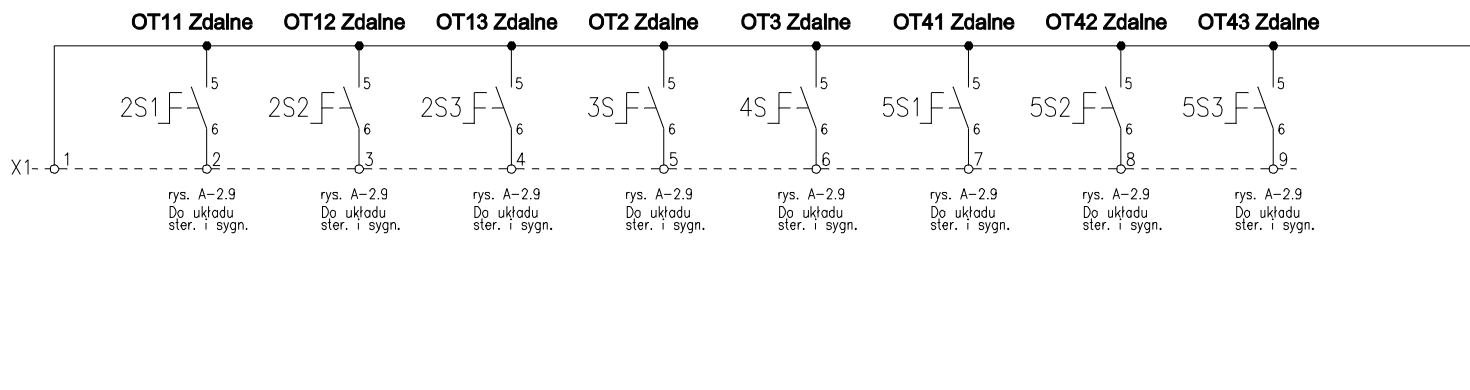 OT11 Zdalne OT12 Zdalne OT13 Zdalne OT2 Zdalne OT3 Zdalne OT41 Zdalne OT42 Zdalne OT43 Zdalne
5 5 5 5 5 5 5 5
2S1 2S2 2S3 3S 4S 5S1 5S2 5S3
6 6 6 6 6 6 6 6
X1 1 2 3 4 5 6 7 8 9
rys. A-2.9 rys. A-2.9 rys. A-2.9 rys. A-2.9 rys. A-2.9 rys. A-2.9 rys. A-2.9 rys. A-2.9
Do układu Do układu Do układu Do układu Do układu Do układu Do układu Do układu
ster. i sygn. ster. i sygn. ster. i sygn. ster. i sygn. ster. i sygn. ster. i sygn. ster. i sygn. ster. i sygn.